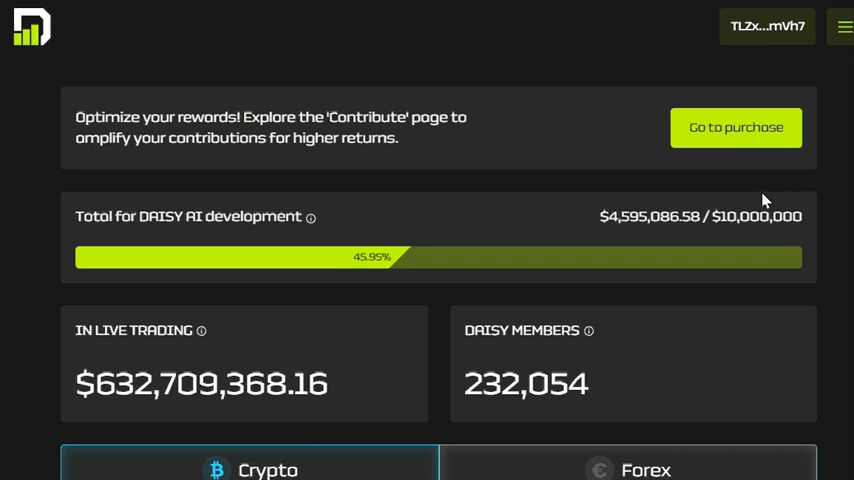 TLZx...mVh7
Optimize your rewards! Explore the 'Contribute' page to
amplify your contributions for higher returns.
Go to purchase
Total for DAISY AI development
$4,595,086.58 / $10,000,000
45.95%
IN LIVE TRADING
DAISY MEMBERS
$632,709,368.16
232,054
Crypto
Forex